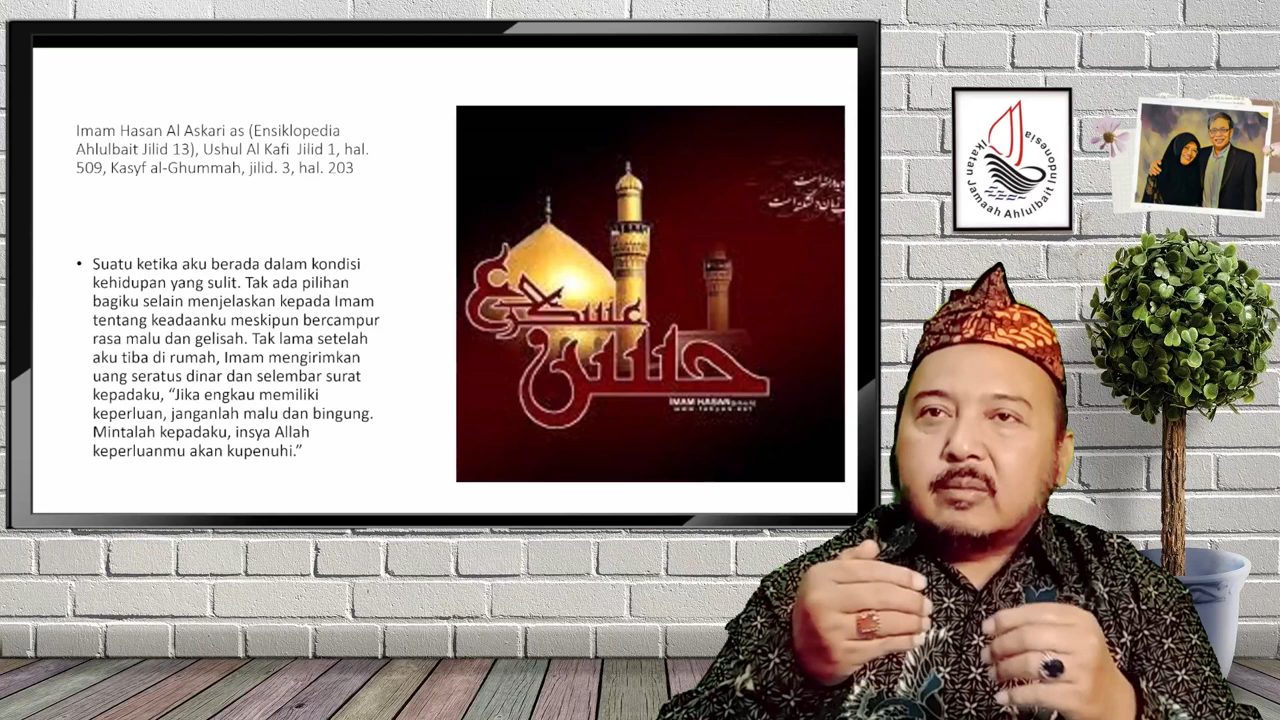 Imam Hasan Al Askari as (Ensiklopedia
Ahlulbait Jilid 13), Ushul Al Kafi  Jilid 1, hal.
509, Kasyf al-Ghummah, jilid. 3, hal. 203
• Suatu ketika aku berada dalam kondisi
kehidupan yang sulit. Tak ada pilihan
bagiku selain menjelaskan kepada Imam
tentang keadaanku meskipun bercampur
rasa malu dan gelisah. Tak lama setelah
aku tiba di rumah, Imam mengirimkan
uang seratus dinar dan selembar surat
kepadaku, “Jika engkau memiliki
keperluan, janganlah malu dan bingung.
Mintalah kepadaku, insya Allah
keperluanmu akan kupenuhi.”
حسن
عسکری
IMAM HASAN
Ikatan Jamaah Ahlulbait Indonesia